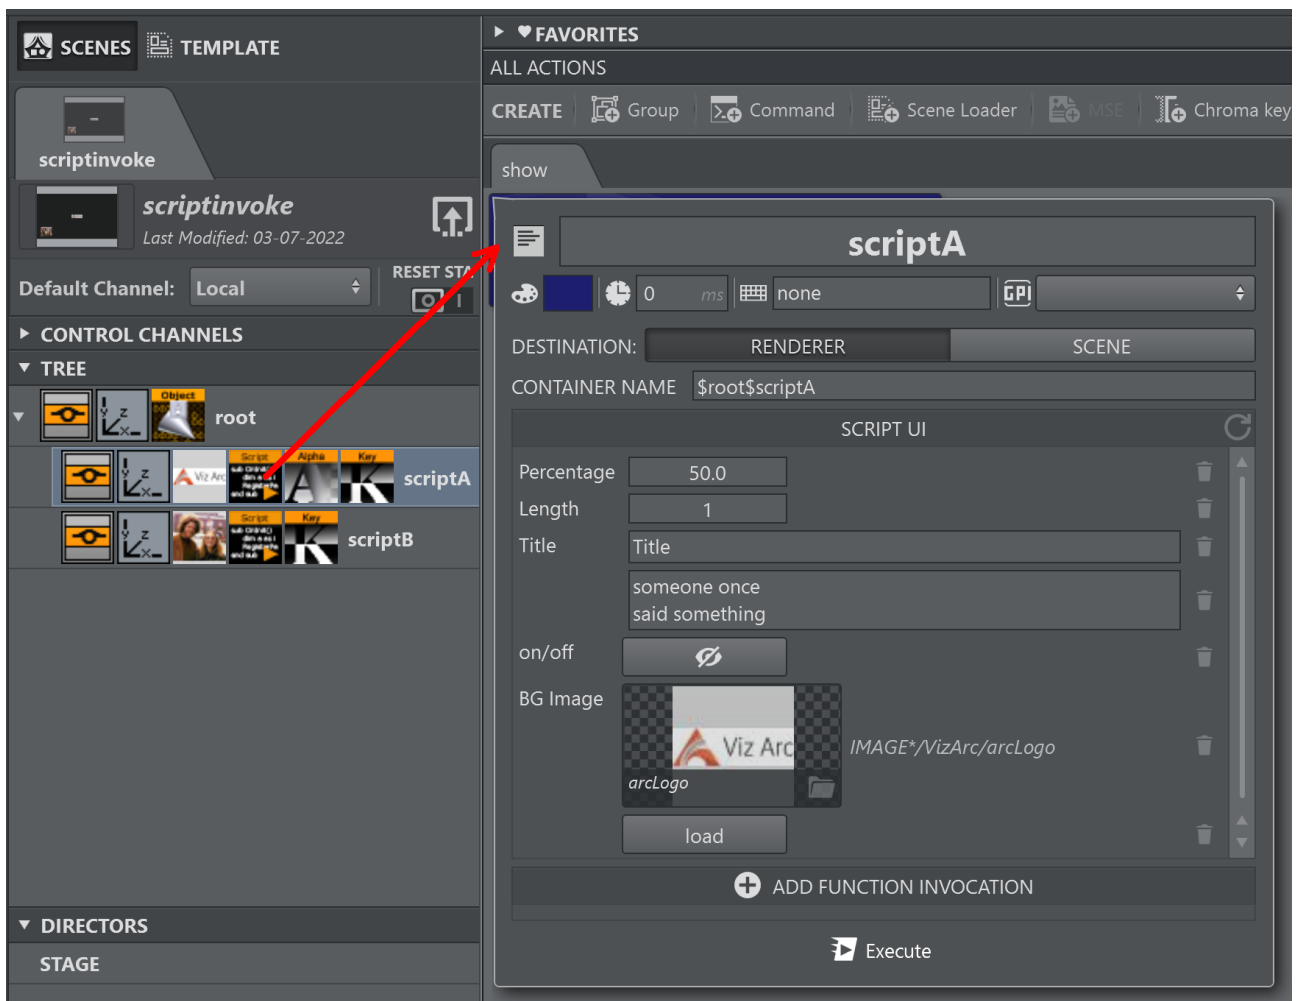 SCENES
TEMPLATE
scriptinvoke
scriptinvoke
Last Modified: 03-07-2022
Default Channel:
Local
RESET STA
CONTROL CHANNELS
TREE
Object
root
Viz Arc
Script
Alpha
Key
scriptA
Script
Key
scriptB
DIRECTORS
STAGE
FAVORITES
ALL ACTIONS
CREATE
Group
Command
Scene Loader
MSE
Chroma key
show
scriptA
0 ms
none
GPI
DESTINATION:
RENDERER
SCENE
CONTAINER NAME
$root$scriptA
SCRIPT UI
Percentage
50.0
Length
1
Title
Title
someone once
said something
on/off
BG Image
Viz Arc
arcLogo
IMAGE*/VizArc/arcLogo
load
ADD FUNCTION INVOCATION
Execute